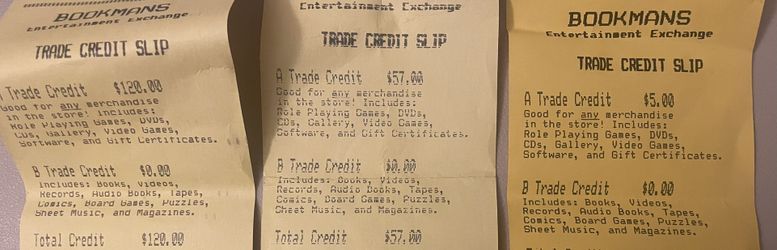 BOOKMANS
Entertainment Exchange
TRADE CREDIT SLIP
A Trade Credit $120.00
Good for any merchandise
in the store! Includes:
Role Playing Games, DVDs,
CDs, Gallery, Video Games,
Software, and Gift Certificates.
B Trade Credit $0.00
Includes: Books, Videos,
Records, Audio Books, Tapes,
Comics, Board Games, Puzzles,
Sheet Music, and Magazines.
Total Credit $120.00
Entertainment Exchange
TRADE CREDIT SLIP
A Trade Credit $57.00
Good for any merchandise
in the store! Includes:
Role Playing Games, DVDs,
CDs, Gallery, Video Games,
Software, and Gift Certificates.
B Trade Credit $0.00
Includes: Books, Videos,
Records, Audio Books, Tapes,
Comics, Board Games, Puzzles,
Sheet Music, and Magazines.
Total Credit $57.00
BOOKMANS
Entertainment Exchange
TRADE CREDIT SLIP
A Trade Credit $5.00
Good for any merchandise
in the store! Includes:
Role Playing Games, DVDs,
CDs, Gallery, Video Games,
Software, and Gift Certificates.
B Trade Credit $0.00
Includes: Books, Videos,
Records, Audio Books, Tapes,
Comics, Board Games, Puzzles,
Sheet Music, and Magazines.